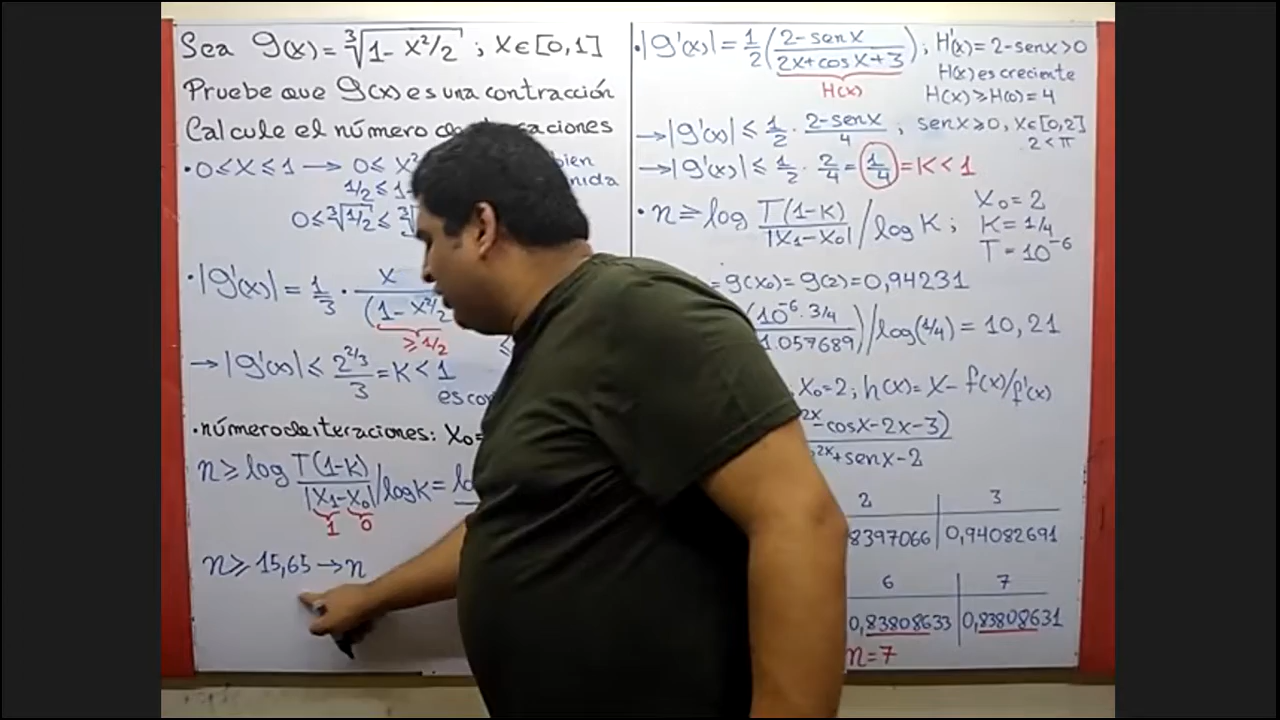 Sea g(x) = ∛(1 - x²/2) ; x ∈ [0,1]
Pruebe que g(x) es una contracción
Calcule el número de iteraciones
• 0 ≤ x ≤ 1 → 0 ≤ x² bien
1/2 ≤ 1- nida
0 ≤ ∛(1/2) ≤ ∛
• |g'(x)| = 1/3 · x/(1 - x²/2
≥ 1/2
→ |g'(x)| ≤ 2^(2/3)/3 = K < 1
es con
• número de iteraciones: x₀ =
n ≥ log T(1-K)/|x₁-x₀| / log K = lo
1 0
n ≥ 15,65 → n
• |g'(x)| = 1/2 ((2 - sen x)/(2x + cos x + 3)) ; H'(x) = 2 - sen x > 0
H(x)
H(x) es creciente
H(x) ≥ H(0) = 4
→ |g'(x)| ≤ 1/2 · (2 - sen x)/4 ; sen x ≥ 0, x ∈ [0,2]
2 < π
→ |g'(x)| ≤ 1/2 · 2/4 = 1/4 = K < 1
• n ≥ log T(1-K)/|x₁-x₀| / log K ; x₀ = 2
K = 1/4
T = 10⁻⁶
= g(x₀) = g(2) = 0,94231
(10⁻⁶ · 3/4 / 1.057689) / log(1/4) = 10,21
x₀ = 2 ; h(x) = x - f(x)/f'(x)
2x - cos x - 2x - 3)
2x + sen x - 2
2 3
8397066 0,94082691
6 7
0,83808633 0,83808631
n = 7